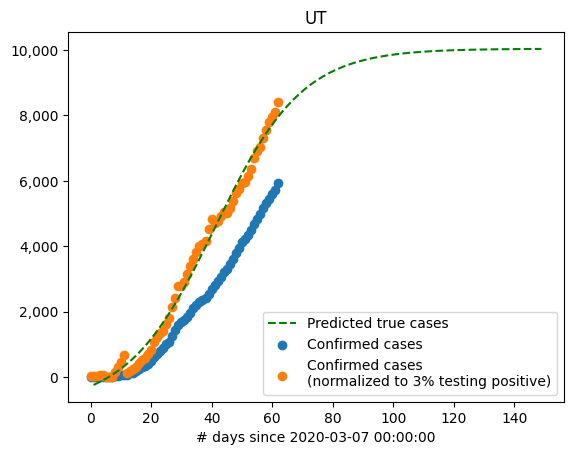 UT
10,000
8,000
6,000
4,000
2,000
0
Predicted true cases
Confirmed cases
Confirmed cases
(normalized to 3% testing positive)
0 20 40 60 80 100 120 140
# days since 2020-03-07 00:00:00